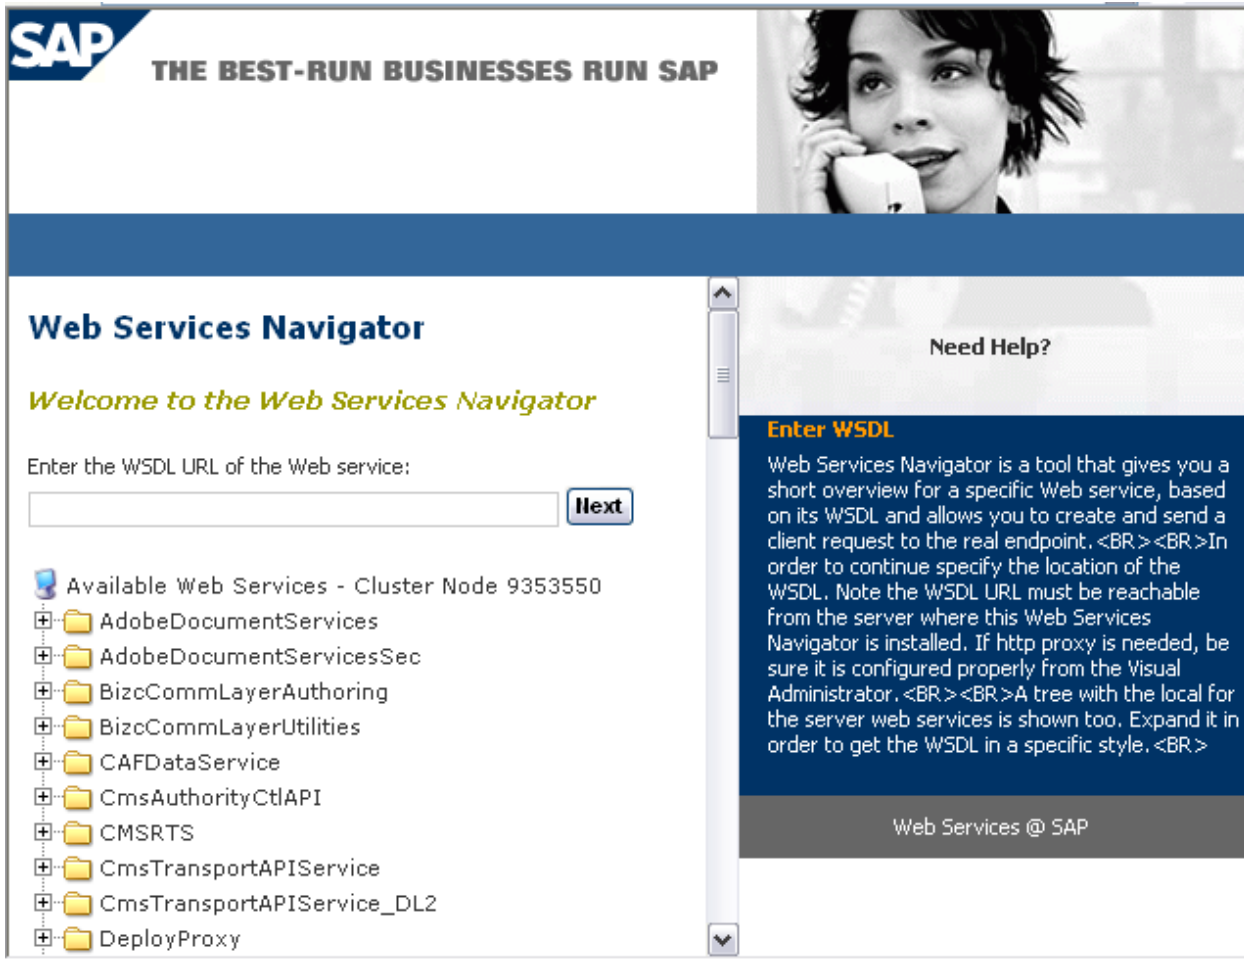 SAP
THE BEST-RUN BUSINESSES RUN SAP
Web Services Navigator
Welcome to the Web Services Navigator
Enter the WSDL URL of the Web service:
Next
Available Web Services - Cluster Node 9353550
AdobeDocumentServices
AdobeDocumentServicesSec
BizcCommLayerAuthoring
BizcCommLayerUtilities
CAFDataService
CmsAuthorityCtlAPI
CMSRTS
CmsTransportAPIService
CmsTransportAPIService_DL2
DeployProxy
Need Help?
Enter WSDL
Web Services Navigator is a tool that gives you a
short overview for a specific Web service, based
on its WSDL and allows you to create and send a
client request to the real endpoint.<BR><BR>In
order to continue specify the location of the
WSDL. Note the WSDL URL must be reachable
from the server where this Web Services
Navigator is installed. If http proxy is needed, be
sure it is configured properly from the Visual
Administrator.<BR><BR>A tree with the local for
the server web services is shown too. Expand it in
order to get the WSDL in a specific style.<BR>
Web Services @ SAP